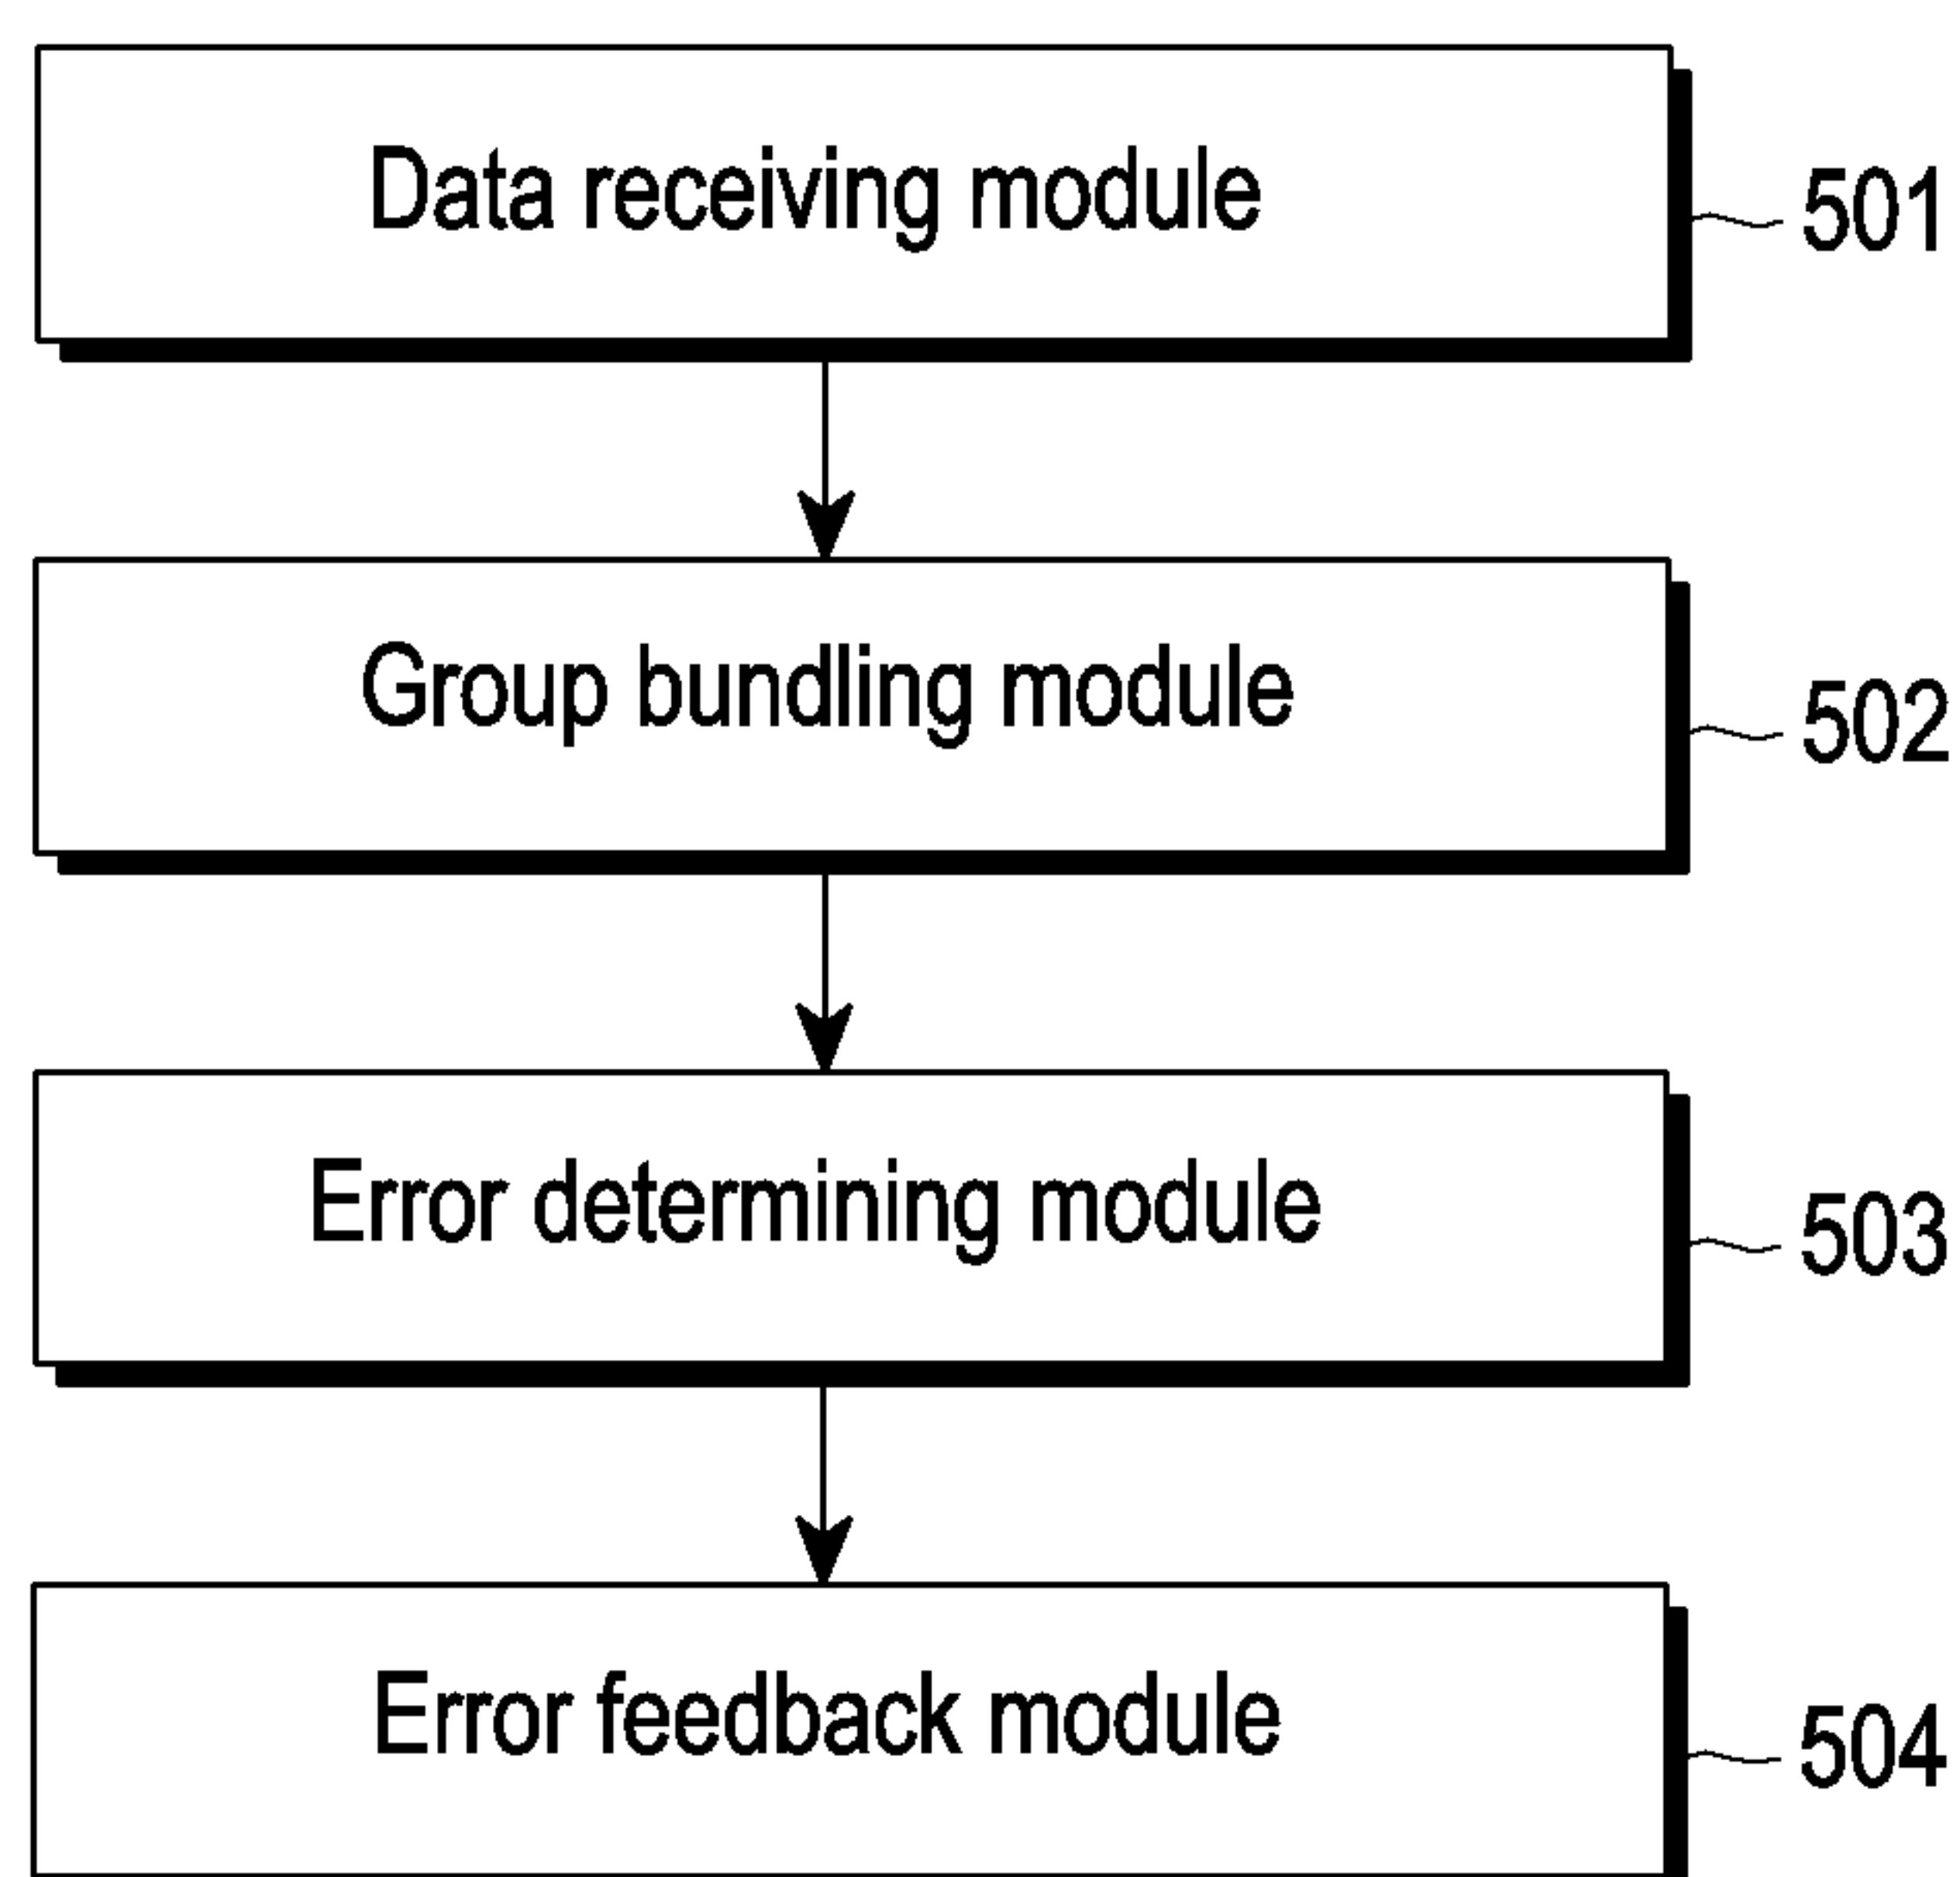 Data receiving module
501
Group bundling module
502
Error determining module
503
Error feedback module
504